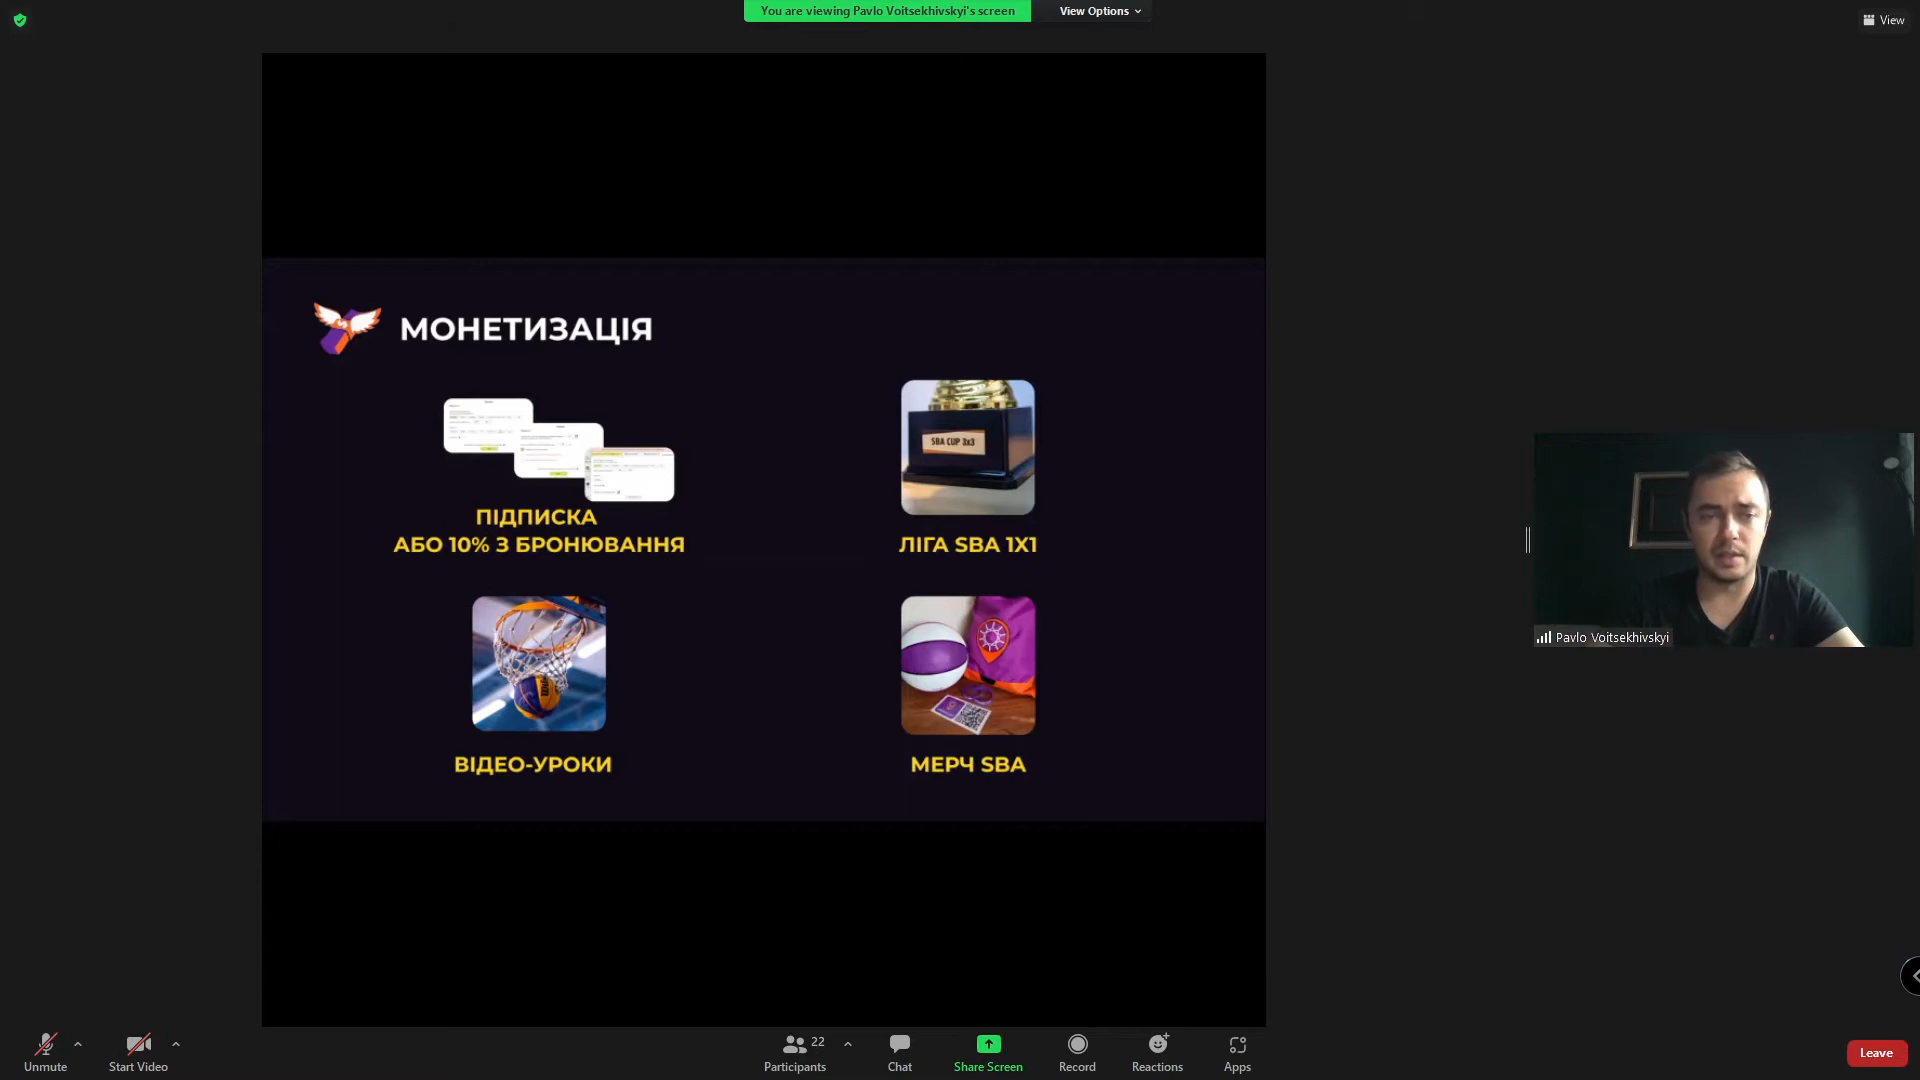 You are viewing Pavlo Voitsekhivskyi's screen
View Options
View
МОНЕТИЗАЦІЯ
ПІДПИСКА
АБО 10% З БРОНЮВАННЯ
SBA CUP 3x3
ЛІГА SBA 1X1
ВІДЕО-УРОКИ
МЕРЧ SBA
Pavlo Voitsekhivskyi
Unmute
Start Video
22
Participants
Chat
Share Screen
Record
Reactions
Apps
Leave